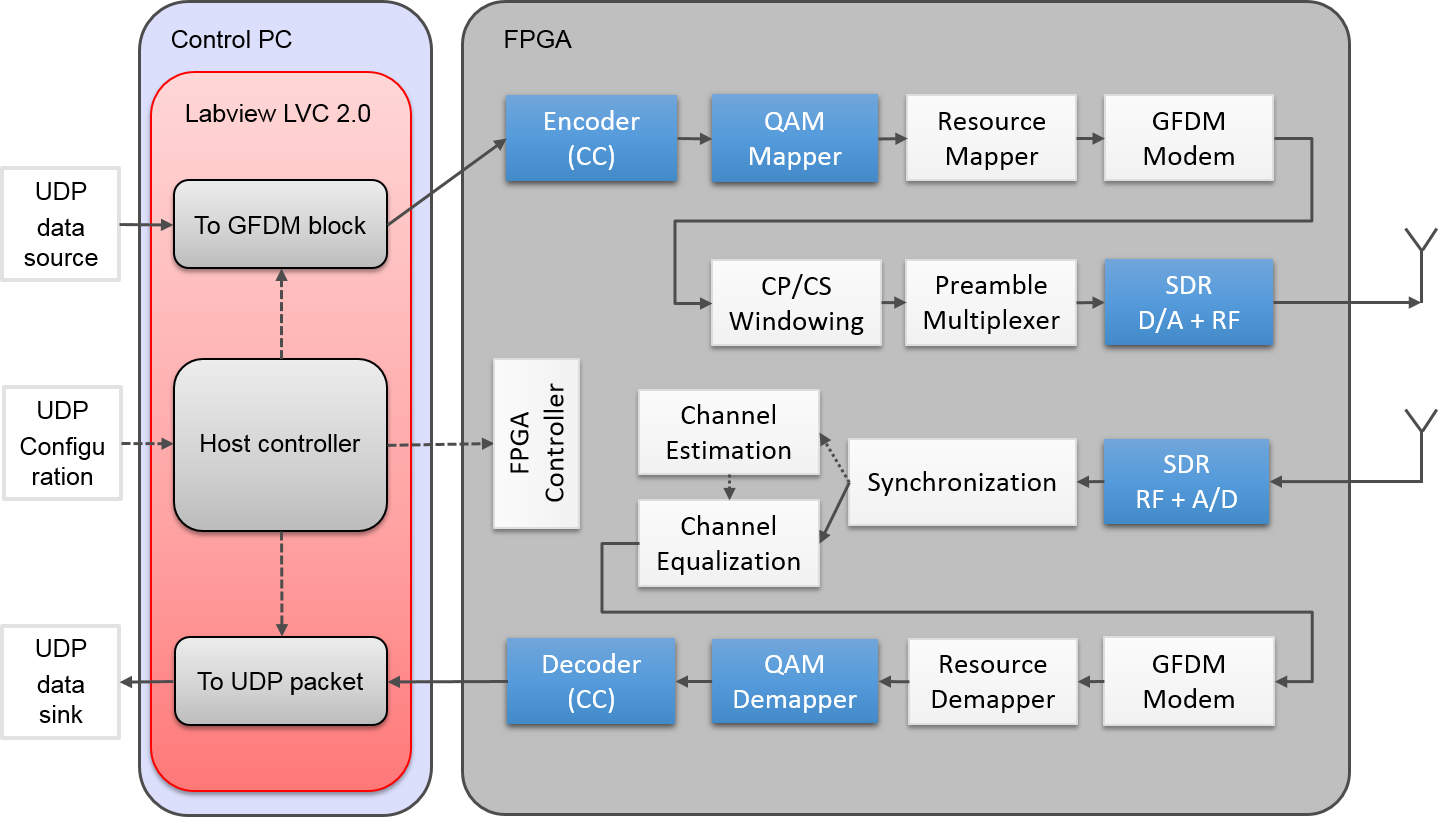 Control PC
FPGA
Labview LVC 2.0
UDP
data
source
To GFDM block
Encoder
(CC)
QAM
Mapper
Resource
Mapper
GFDM
Modem
CP/CS
Windowing
Preamble
Multiplexer
SDR
D/A + RF
UDP
Configu
ration
Host controller
FPGA
Controller
Channel
Estimation
Channel
Equalization
Synchronization
SDR
RF + A/D
UDP
data
sink
To UDP packet
Decoder
(CC)
QAM
Demapper
Resource
Demapper
GFDM
Modem